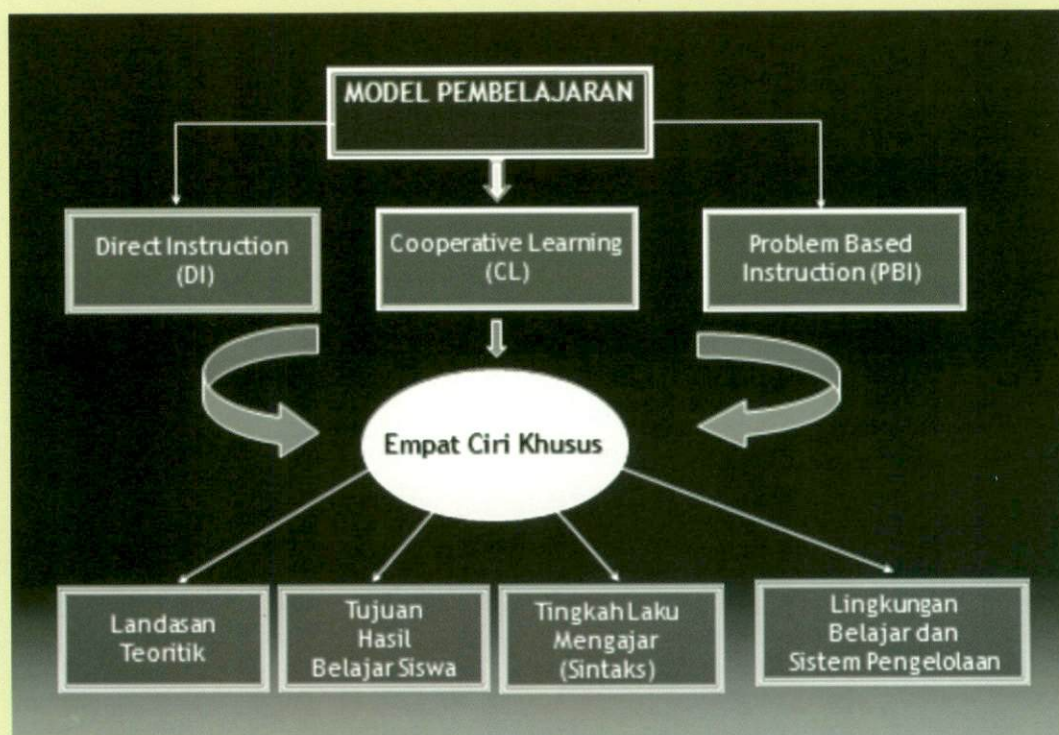 MODEL PEMBELAJARAN
Direct Instruction
(DI)
Cooperative Learning
(CL)
Problem Based
Instruction (PBI)
Empat Ciri Khusus
Landasan
Teoritik
Tujuan
Hasil
Belajar Siswa
Tingkah Laku
Mengajar
(Sintaks)
Lingkungan
Belajar dan
Sistem Pengelolaan